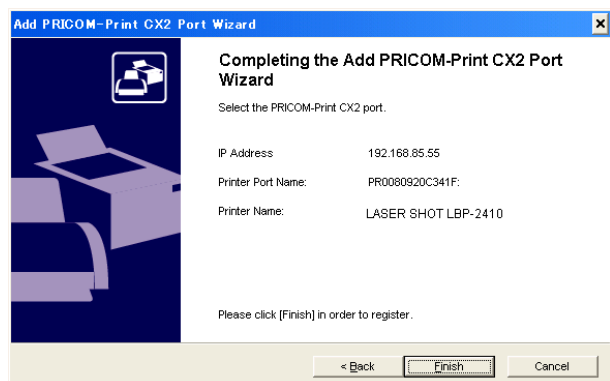 Add PRICOM-Print CX2 Port Wizard
Completing the Add PRICOM-Print CX2 Port
Wizard
Select the PRICOM-Print CX2 port.
IP Address 192.168.85.55
Printer Port Name: PR0080920C341F:
Printer Name: LASER SHOT LBP-2410
Please click [Finish] in order to register.
< Back Finish Cancel